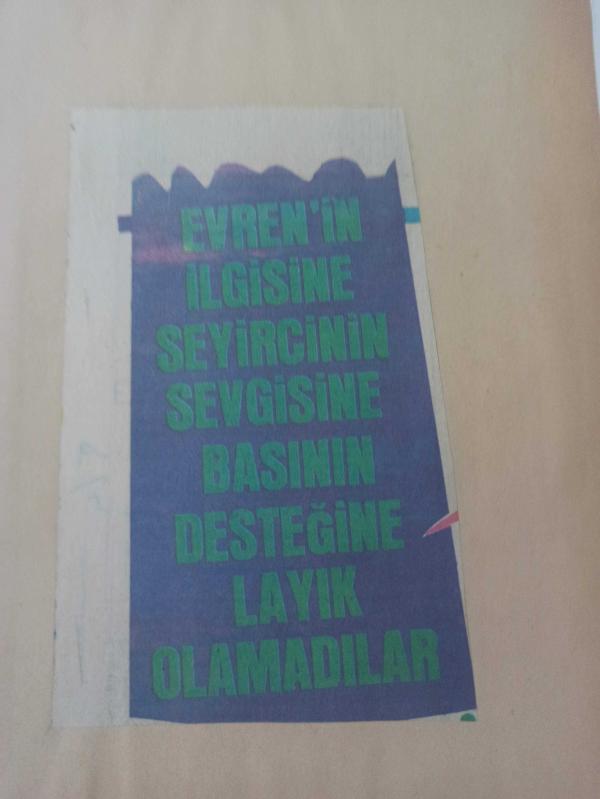 EVREN'İN
İLGİSİNE
SEYİRCİNİN
SEVGİSİNE
BASININ
DESTEĞİNE
LAYIK
OLAMADILAR